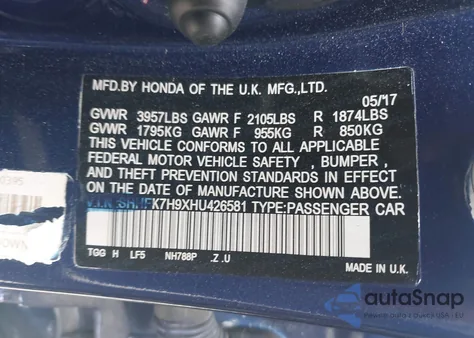 MFD.BY HONDA OF THE U.K. MFG.,LTD.
05/17
GVWR 3957LBS GAWR F 2105LBS R 1874LBS
GVWR 1795KG GAWR F 955KG R 850KG
THIS VEHICLE CONFORMS TO ALL APPLICABLE
FEDERAL MOTOR VEHICLE SAFETY , BUMPER ,
AND THEFT PREVENTION STANDARDS IN EFFECT
ON THE DATE OF MANUFACTURE SHOWN ABOVE.
V.I.N. SHHFK7H9XHU426581 TYPE:PASSENGER CAR
TGG H LF5 NH788P .Z.U
MADE IN U.K.
autoSnap